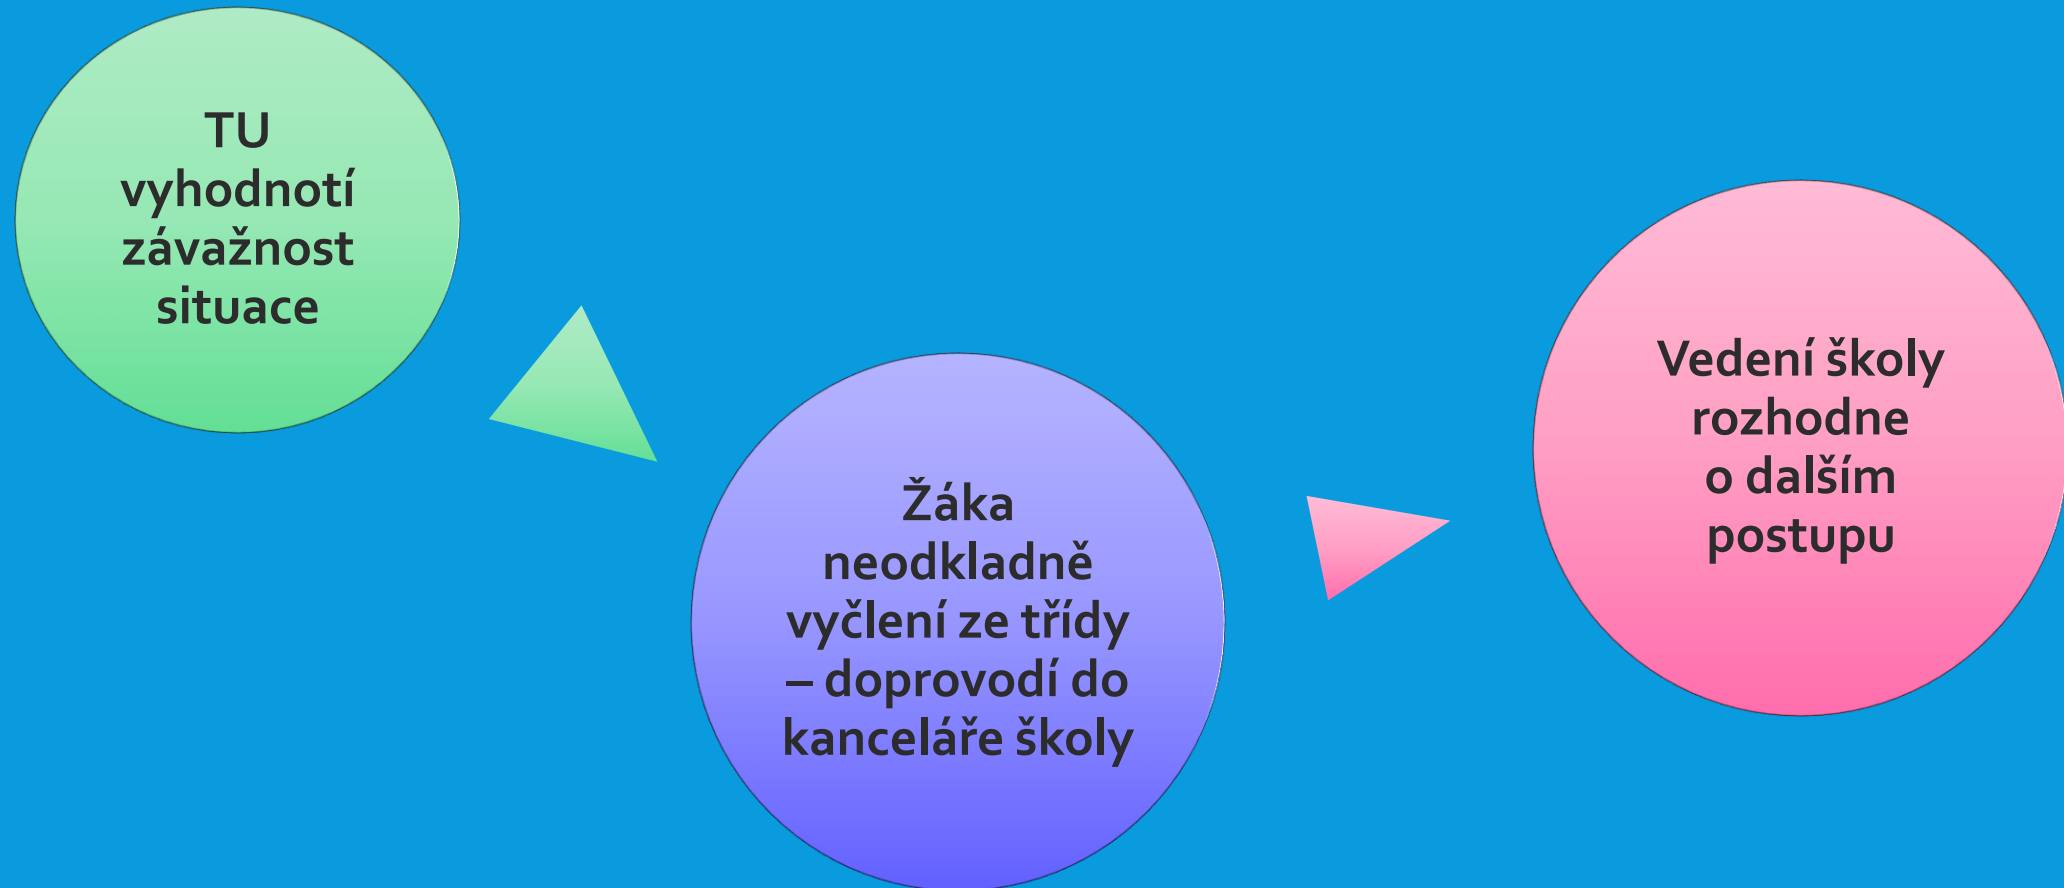 TU
vyhodnotí
závažnost
situace
Žáka
neodkladně
vyčlení ze třídy
– doprovodí do
kanceláře školy
Vedení školy
rozhodne
o dalším
postupu